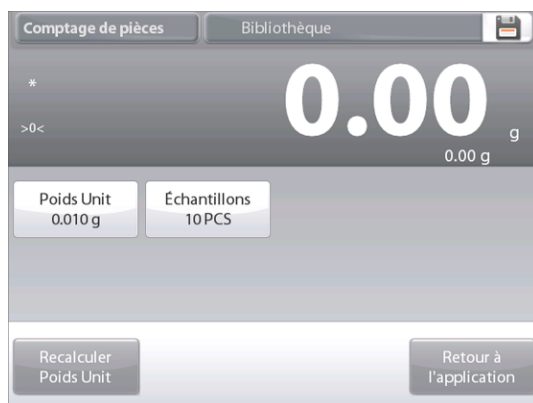 Comptage de pièces
Bibliothèque
*
0.00 g
>0<
0.00 g
Poids Unit
0.010 g
Échantillons
10 PCS
Recalculer
Poids Unit
Retour à
l'application